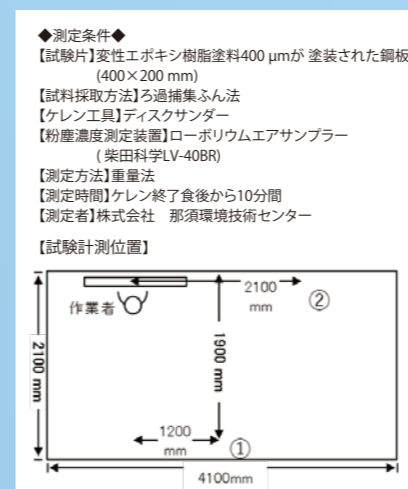 ◆測定条件◆
【試験片】変性エポキシ樹脂塗料400 μmが 塗装された鋼板
(400×200 mm)
【試料採取方法】ろ過捕集ふん法
【ケレン工具】ディスクサンダー
【粉塵濃度測定装置】ローボリウムエアサンプラー
( 柴田科学LV-40BR)
【測定方法】重量法
【測定時間】ケレン終了食後から10分間
【測定者】株式会社　那須環境技術センター
【試験計測位置】
2100
mm
②
作業者
1900 mm
2100 mm
1200
mm
①
4100mm